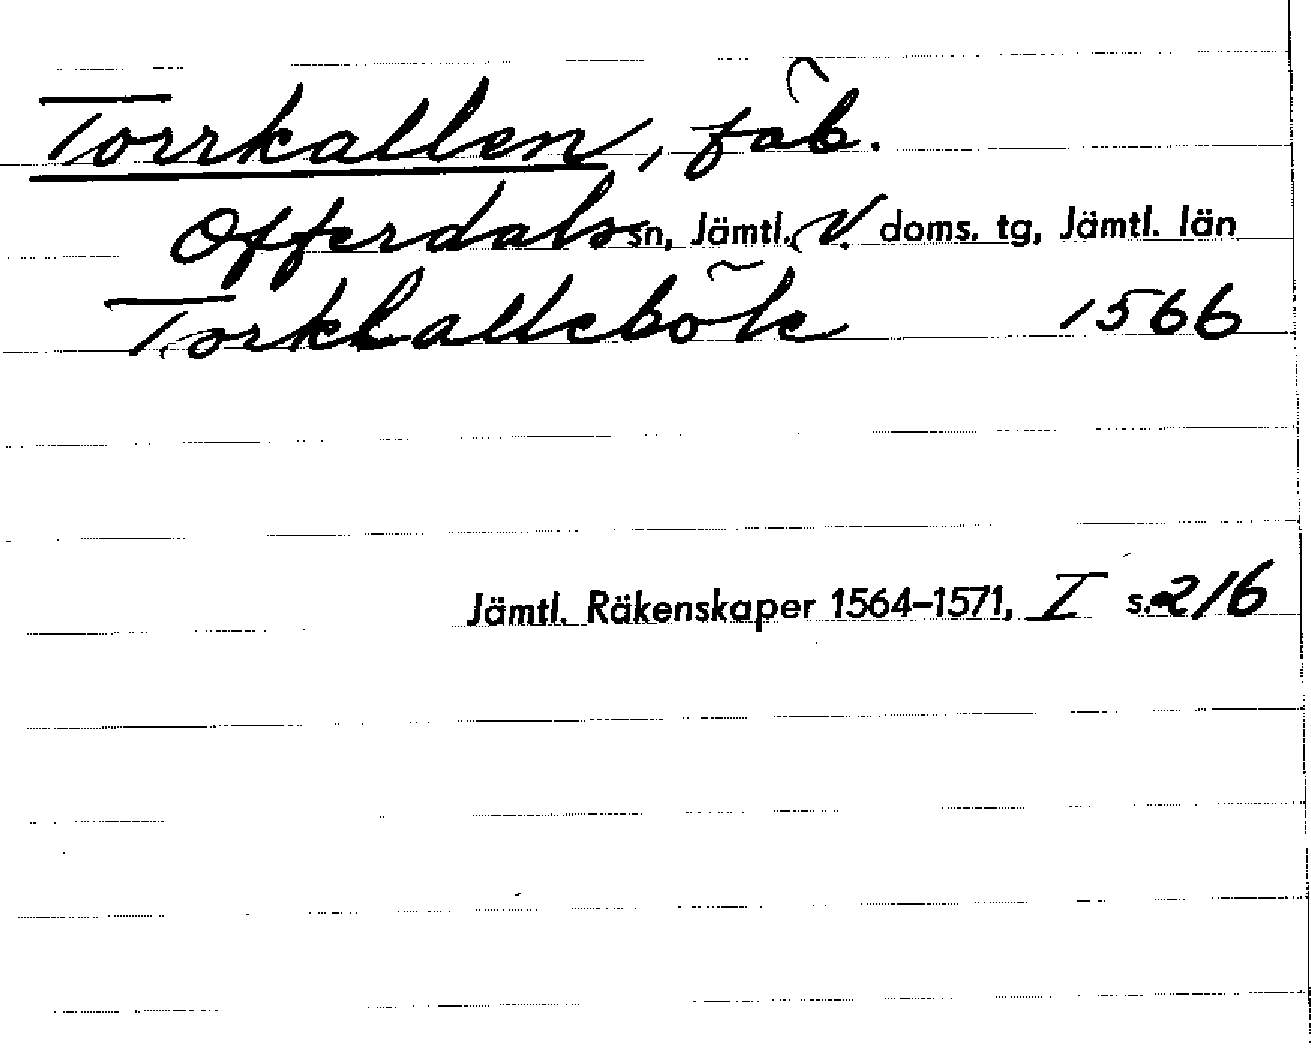 Torrkallen, fäb.
Offerdals sn, Jämtl. V. doms. tg, Jämtl. län
Torkkalleböle 1566
Jämtl. Räkenskaper 1564–1571, I s. 216